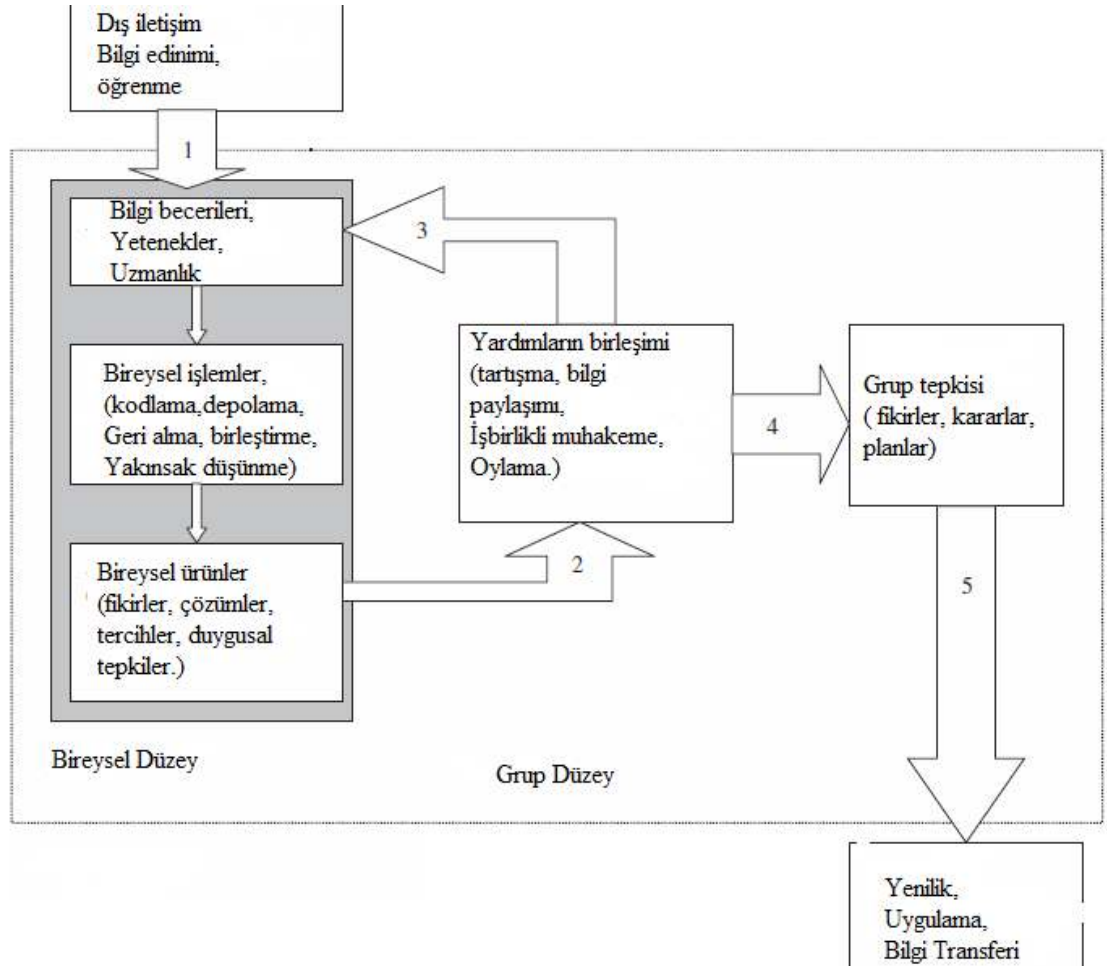 Dış iletişim
Bilgi edinimi,
öğrenme
1
Bilgi becerileri,
Yetenekler,
Uzmanlık
3
Bireysel işlemler,
(kodlama,depolama,
Geri alma, birleştirme,
Yakınsak düşünme)
Yardımların birleşimi
(tartışma, bilgi
paylaşımı,
İşbirlikli muhakeme,
Oylama.)
4
Grup tepkisi
( fikirler, kararlar,
planlar)
Bireysel ürünler
(fikirler, çözümler,
tercihler, duygusal
tepkiler.)
2
5
Bireysel Düzey
Grup Düzey
Yenilik,
Uygulama,
Bilgi Transferi